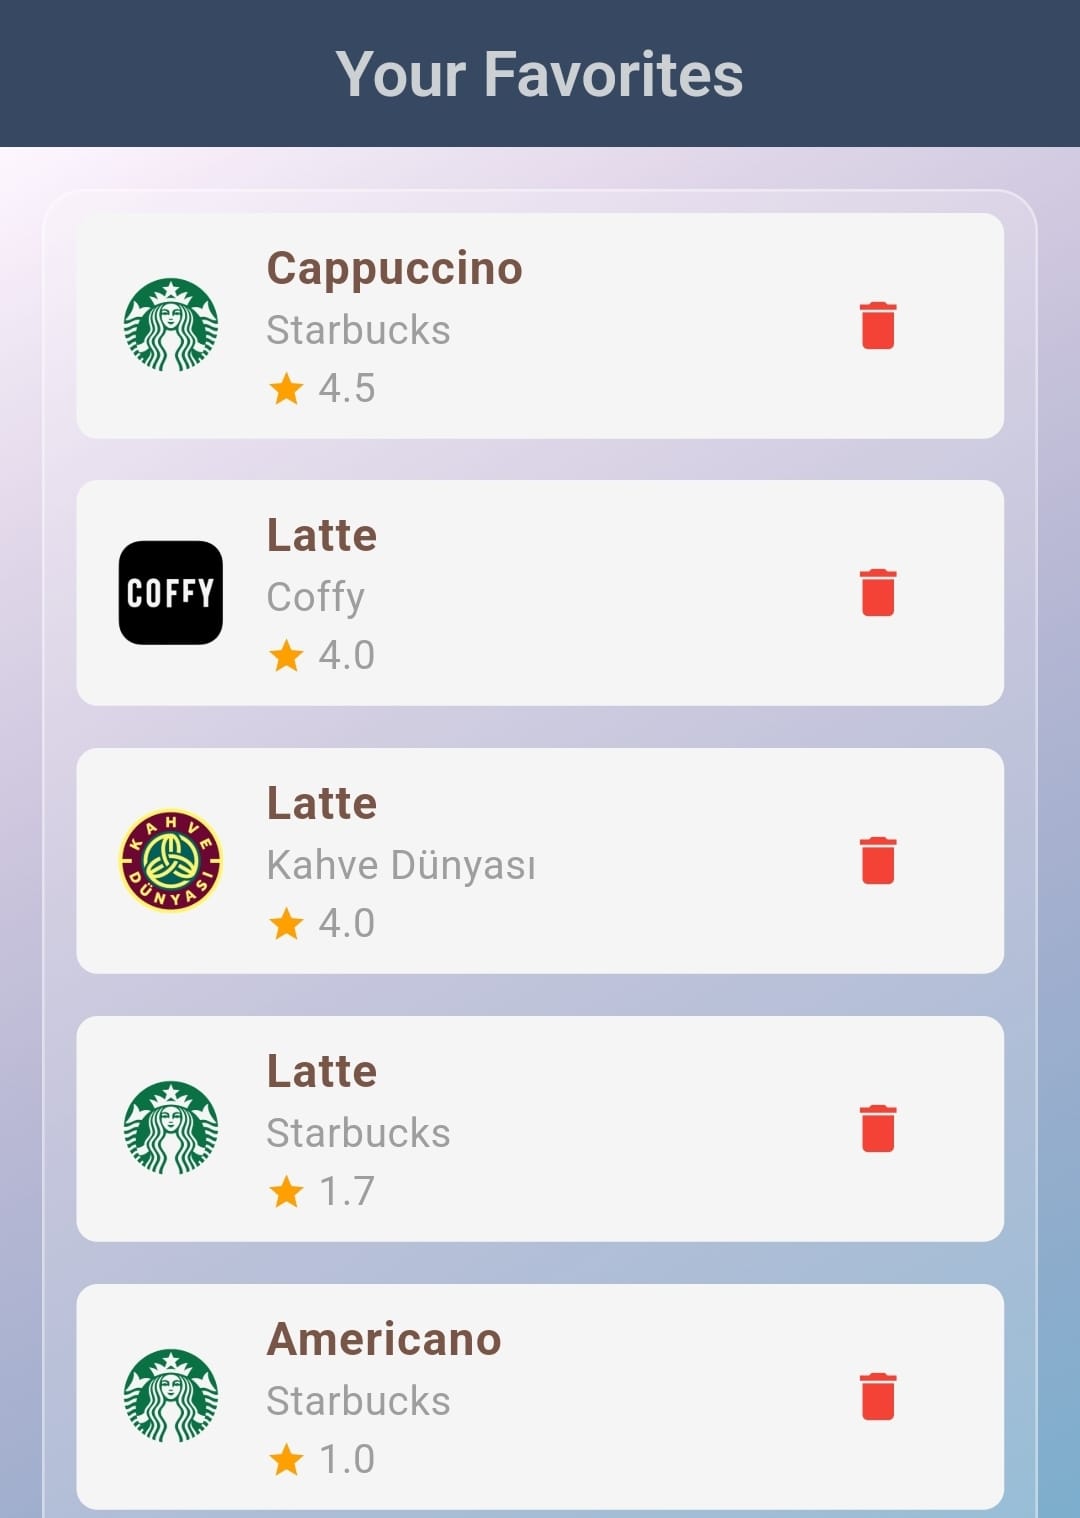 Your Favorites
Cappuccino
Starbucks
4.5
COFFY
Latte
Coffy
4.0
KAHVE DÜNYASI
Latte
Kahve Dünyası
4.0
Latte
Starbucks
1.7
Americano
Starbucks
1.0